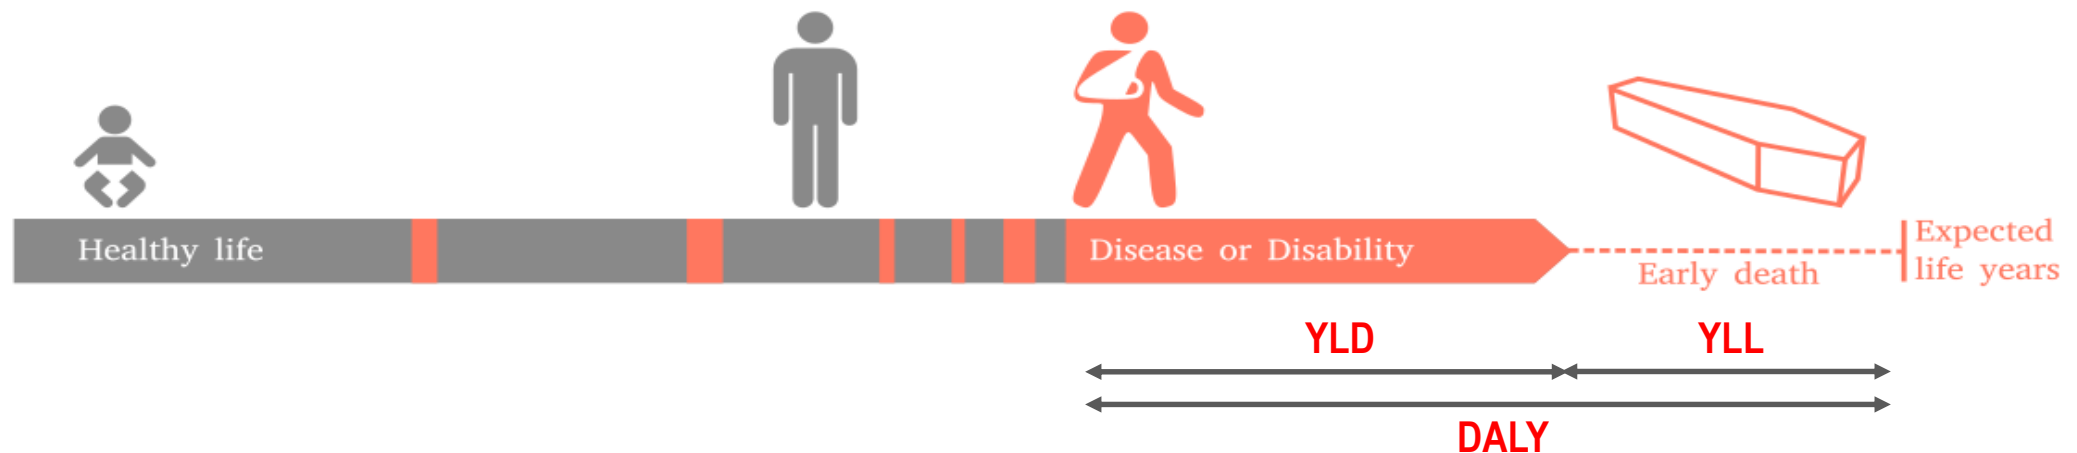 Healthy life
Disease or Disability
Early death
Expected
life years
YLD
YLL
DALY